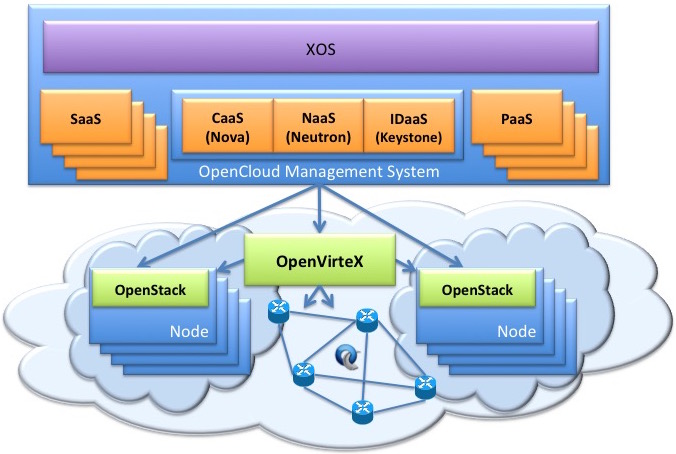 XOS
SaaS
CaaS
(Nova)
NaaS
(Neutron)
IDaaS
(Keystone)
PaaS
OpenCloud Management System
OpenVirteX
OpenStack
Node
OpenStack
Node